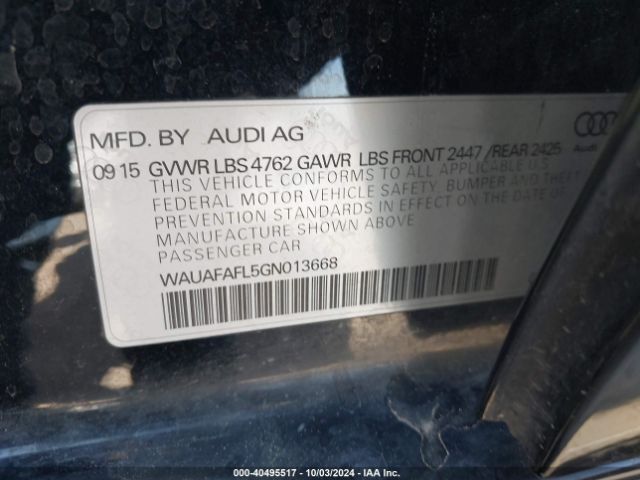 MFD. BY AUDI AG
09 15 GVWR LBS 4762 GAWR LBS FRONT 2447 /REAR 2425
THIS VEHICLE CONFORMS TO ALL APPLICABLE U.S.
FEDERAL MOTOR VEHICLE SAFETY, BUMPER AND THEFT
PREVENTION STANDARDS IN EFFECT ON THE DATE OF
MANUFACTURE SHOWN ABOVE
PASSENGER CAR
WAUAFAFL5GN013668
Audi
000-40495517 - 10/03/2024 - IAA Inc.